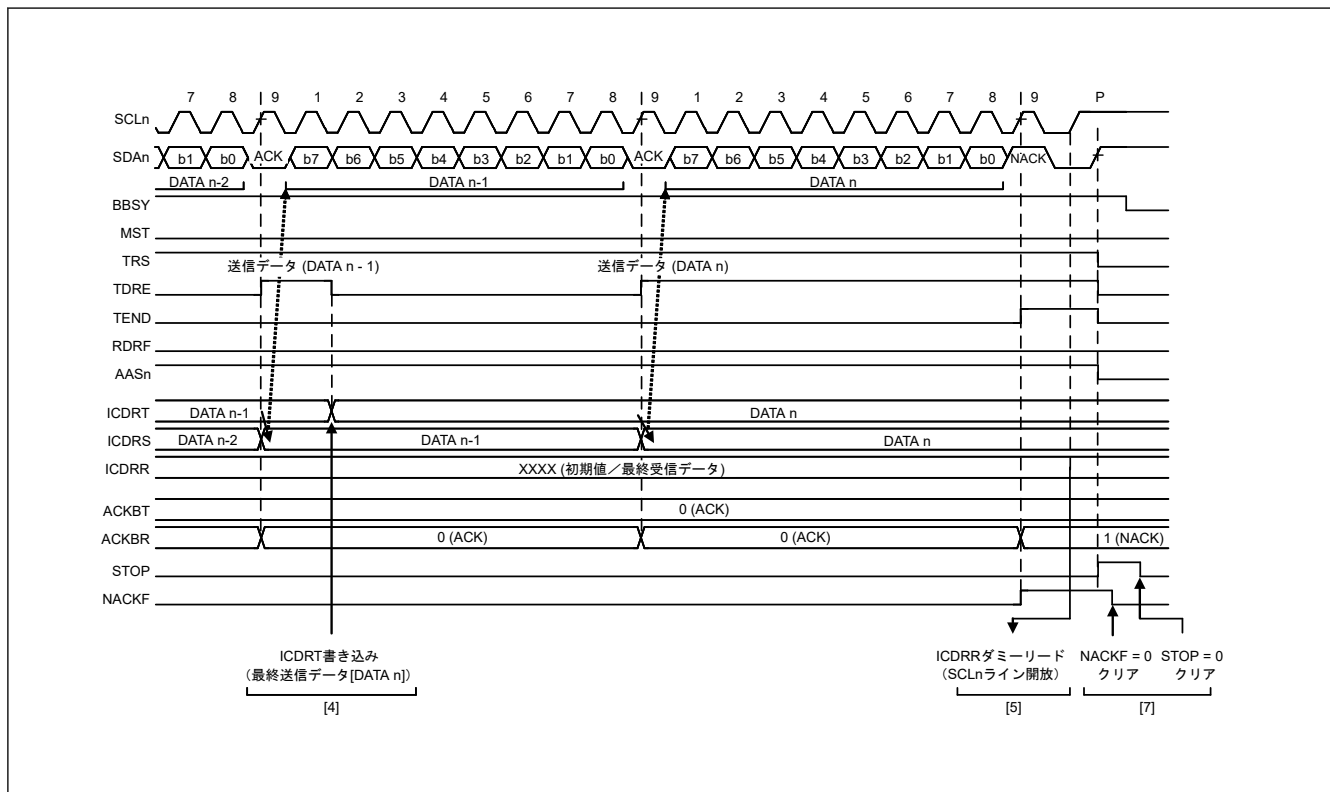 7 8 9 1 2 3 4 5 6 7 8 9 1 2 3 4 5 6 7 8 9 P
SCLn
SDAn b1 b0 ACK b7 b6 b5 b4 b3 b2 b1 b0 ACK b7 b6 b5 b4 b3 b2 b1 b0 NACK
DATA n-2 DATA n-1 DATA n
BBSY
MST
TRS
送信データ (DATA n - 1) 送信データ (DATA n)
TDRE
TEND
RDRF
AASn
ICDRT DATA n-1 DATA n
ICDRS DATA n-2 DATA n-1 DATA n
ICDRR XXXX (初期値／最終受信データ)
ACKBT 0 (ACK)
ACKBR 0 (ACK) 0 (ACK) 1 (NACK)
STOP
NACKF
ICDRT書き込み
（最終送信データ[DATA n]）
[4]
ICDRRダミーリード
（SCLnライン開放）
[5]
NACKF = 0
クリア
STOP = 0
クリア
[7]